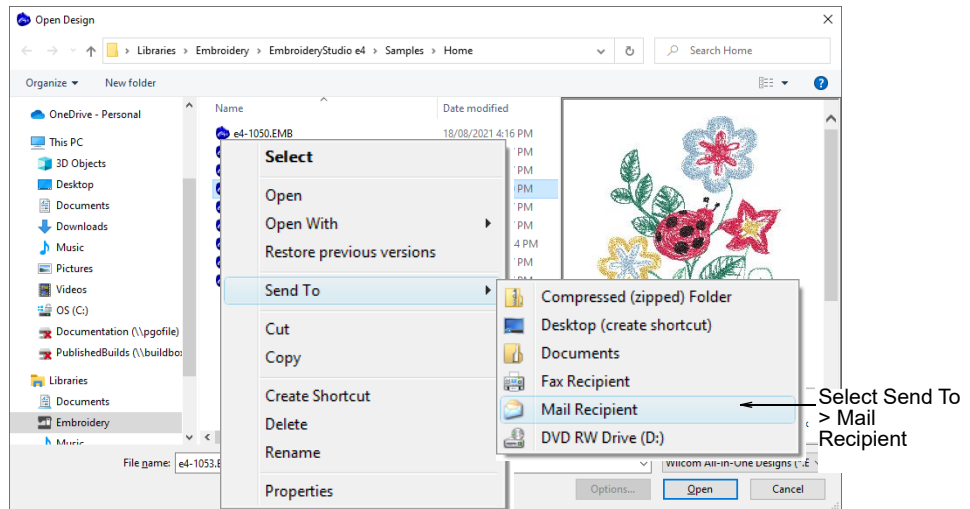 Open Design
Libraries > Embroidery > EmbroideryStudio e4 > Samples > Home
Search Home
Organize
New folder
OneDrive - Personal
This PC
3D Objects
Desktop
Documents
Downloads
Music
Pictures
Videos
OS (C:)
Documentation (\\pgofile)
PublishedBuilds (\\buildbo
Libraries
Documents
Embroidery
Music
Name
Date modified
e4-1050.EMB
18/08/2021 4:16 PM
PM
PM
PM
PM
PM
4 PM
PM
PM
Select
Open
Open With
Restore previous versions
Send To
Cut
Copy
Create Shortcut
Delete
Rename
Properties
Compressed (zipped) Folder
Desktop (create shortcut)
Documents
Fax Recipient
Mail Recipient
DVD RW Drive (D:)
Select Send To
> Mail
Recipient
File name:
e4-1053.E
Wilcom All-in-One Designs (*.E
Options...
Open
Cancel